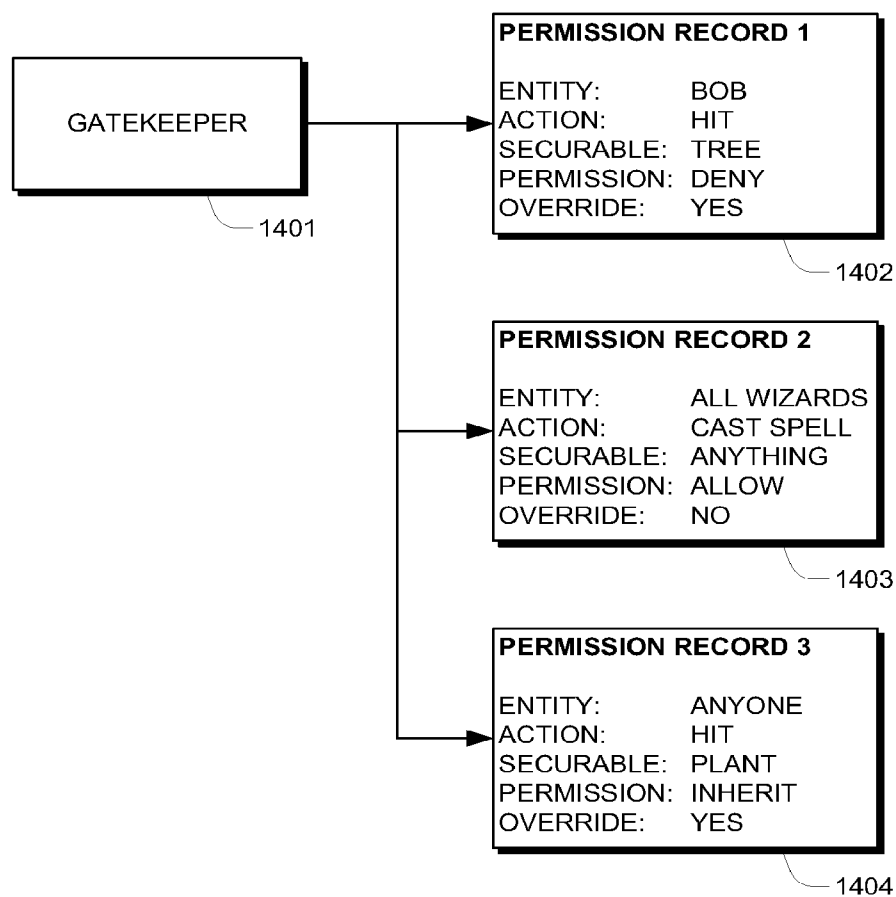 GATEKEEPER
1401
PERMISSION RECORD 1
ENTITY: BOB
ACTION: HIT
SECURABLE: TREE
PERMISSION: DENY
OVERRIDE: YES
1402
PERMISSION RECORD 2
ENTITY: ALL WIZARDS
ACTION: CAST SPELL
SECURABLE: ANYTHING
PERMISSION: ALLOW
OVERRIDE: NO
1403
PERMISSION RECORD 3
ENTITY: ANYONE
ACTION: HIT
SECURABLE: PLANT
PERMISSION: INHERIT
OVERRIDE: YES
1404